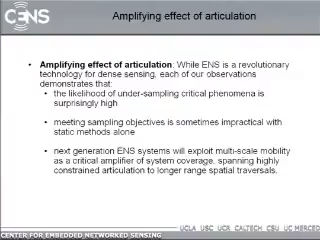 CENS
Amplifying effect of articulation
• Amplifying effect of articulation: While ENS is a revolutionary
technology for dense sensing, each of our observations
demonstrates that:
• the likelihood of under-sampling critical phenomena is
surprisingly high
• meeting sampling objectives is sometimes impractical with
static methods alone
• next generation ENS systems will exploit multi-scale mobility
as a critical amplifier of system coverage, spanning highly
constrained articulation to longer range spatial traversals.
UCLA USC UCR CALTECH CSU UC MERCED
CENTER FOR EMBEDDED NETWORKED SENSING